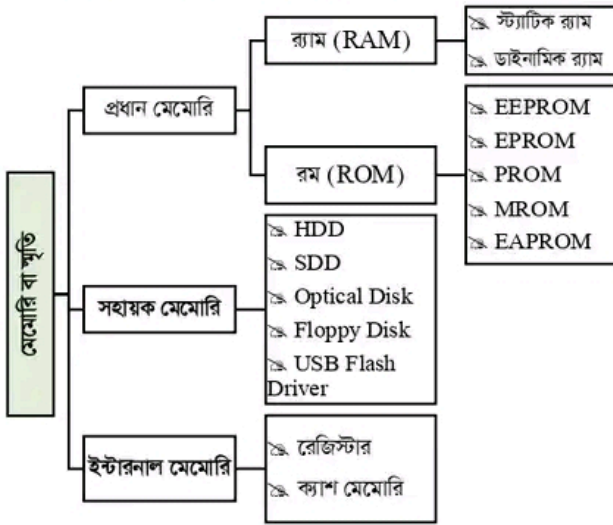 মেমোরি বা স্মৃতি
প্রধান মেমোরি
র‍্যাম (RAM)
স্ট্যাটিক র‍্যাম
ডাইনামিক র‍্যাম
রম (ROM)
EEPROM
EPROM
PROM
MROM
EAPROM
সহায়ক মেমোরি
HDD
SDD
Optical Disk
Floppy Disk
USB Flash
Driver
ইন্টারনাল মেমোরি
রেজিস্টার
ক্যাশ মেমোরি